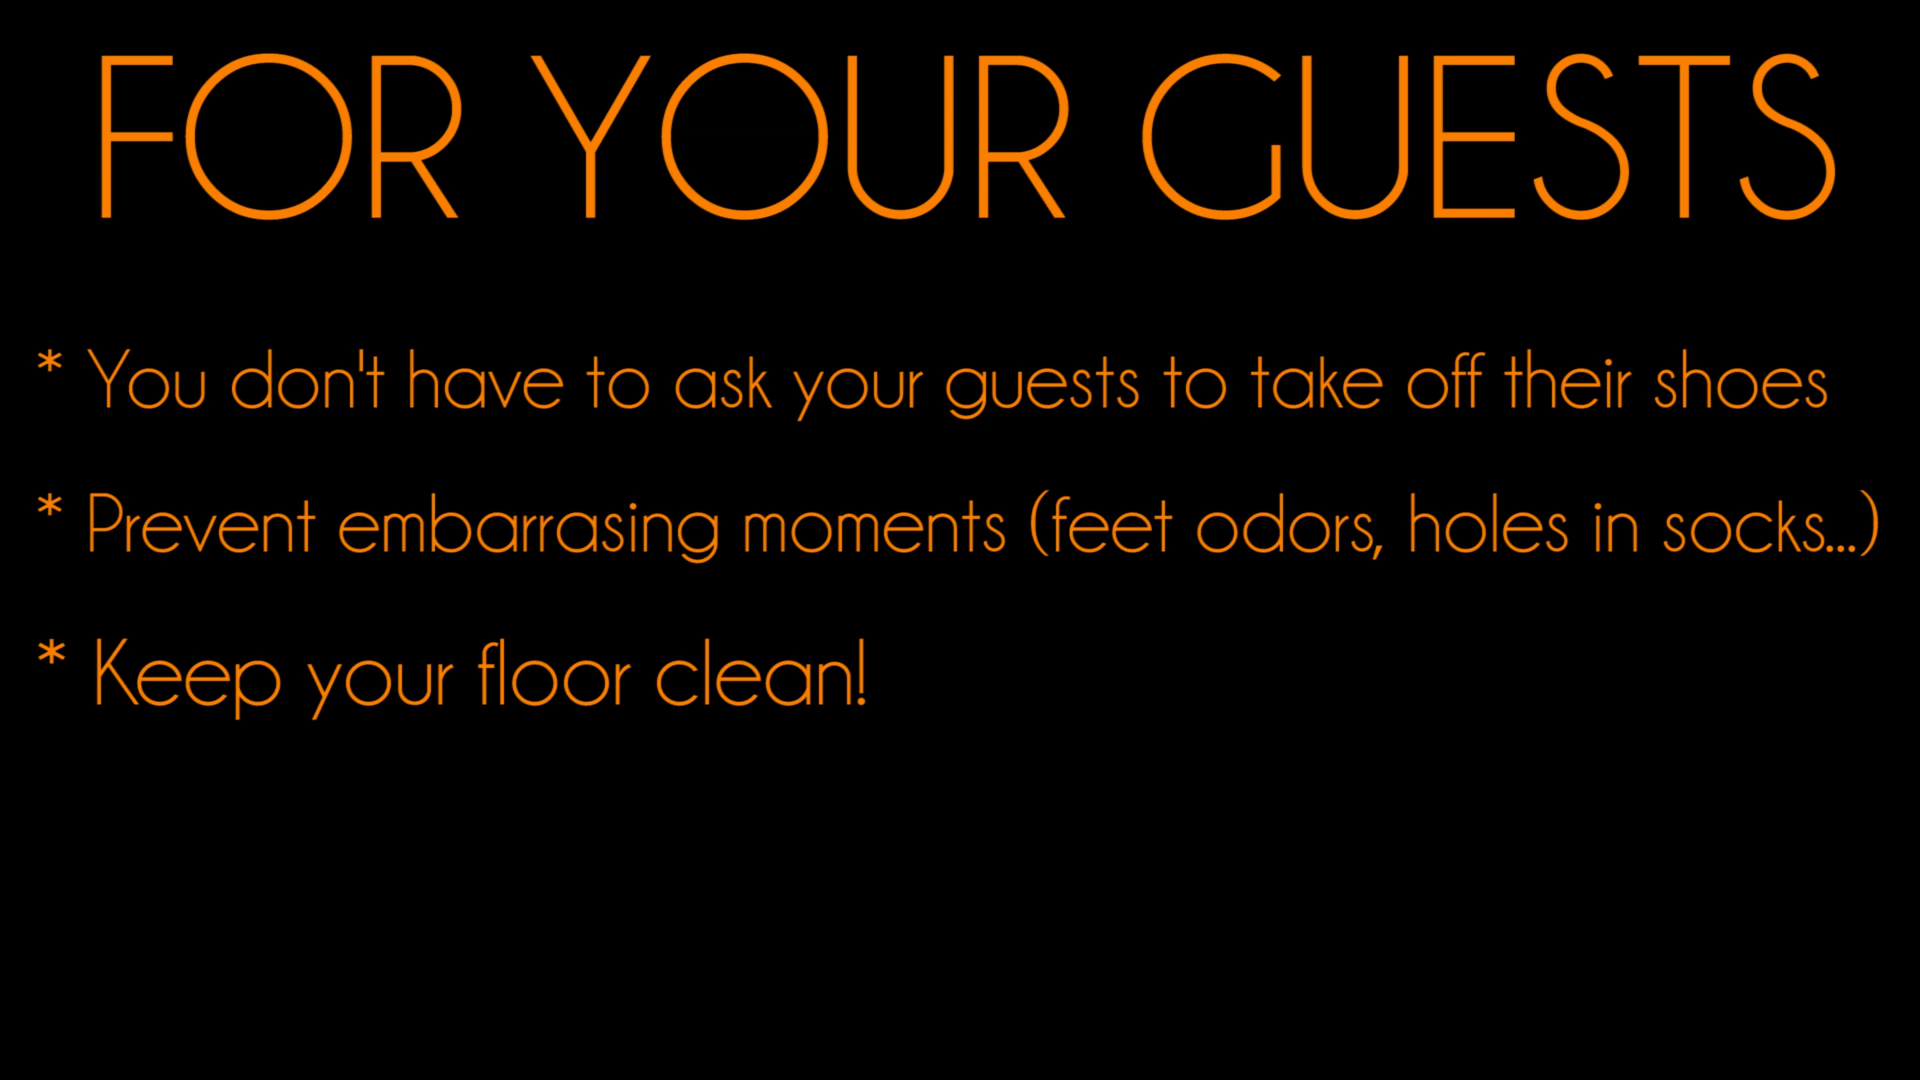 FOR YOUR GUESTS
* You don't have to ask your guests to take off their shoes
* Prevent embarrasing moments (feet odors, holes in socks...)
* Keep your floor clean!